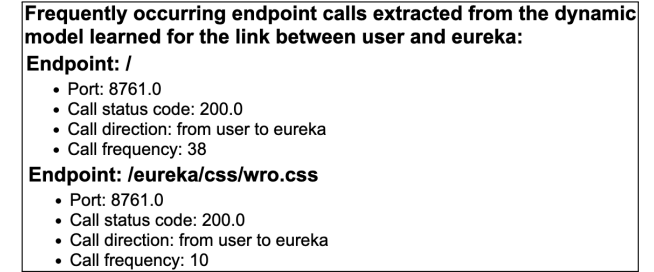 Frequently occurring endpoint calls extracted from the dynamic
model learned for the link between user and eureka:
Endpoint: /
• Port: 8761.0
• Call status code: 200.0
• Call direction: from user to eureka
• Call frequency: 38
Endpoint: /eureka/css/wro.css
• Port: 8761.0
• Call status code: 200.0
• Call direction: from user to eureka
• Call frequency: 10